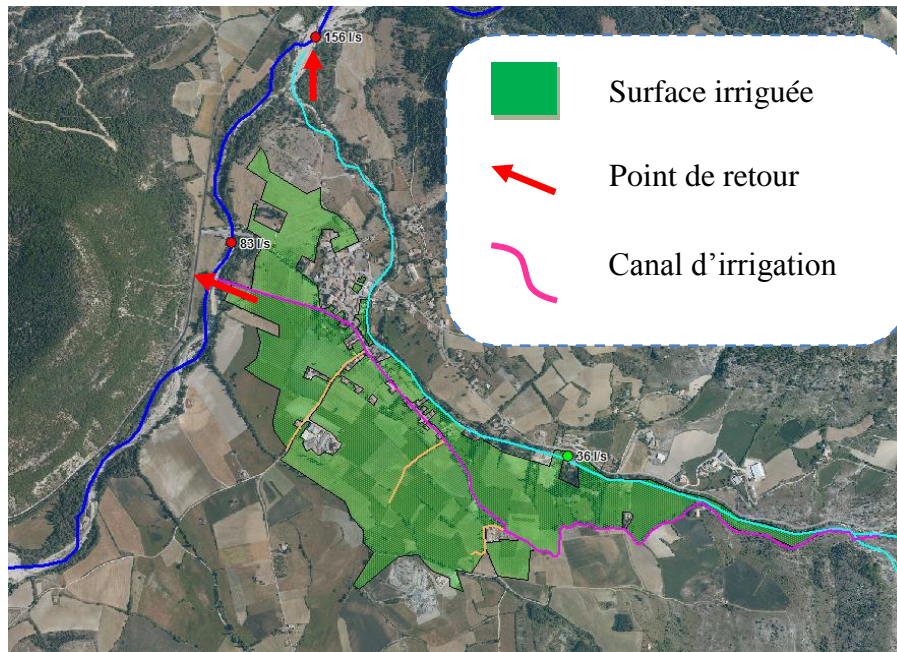 156 l/s
Surface irriguée
Point de retour
83 l/s
Canal d’irrigation
36 l/s